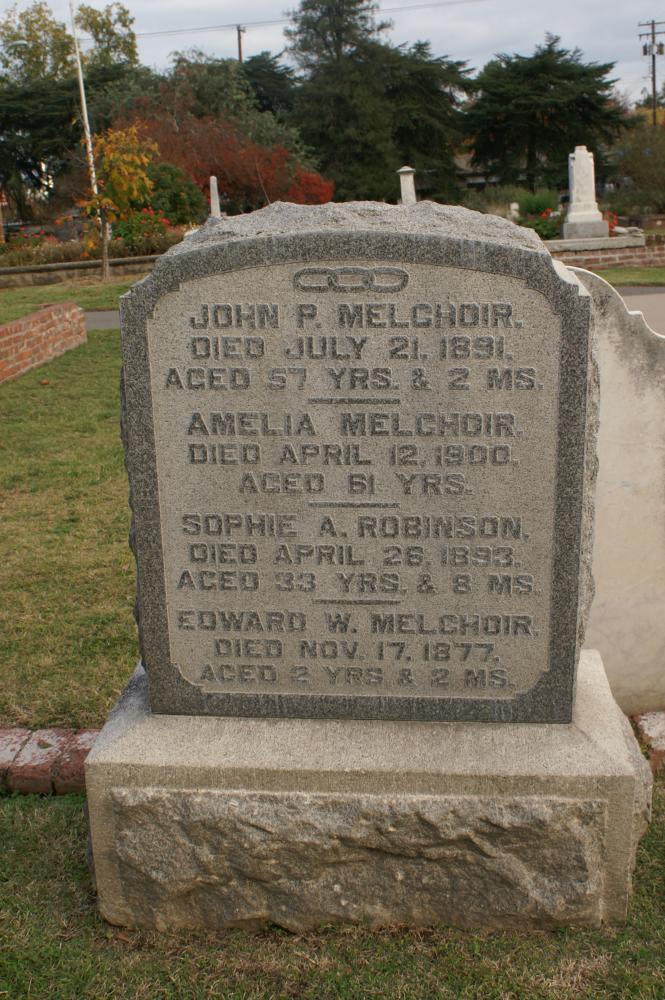 JOHN P. MELCHOIR.
DIED JULY 21, 1891.
AGED 57 YRS. & 2 MS.
AMELIA MELCHOIR.
DIED APRIL 12, 1900.
AGED 61 YRS.
SOPHIE A. ROBINSON.
DIED APRIL 26, 1893.
AGED 33 YRS. & 8 MS.
EDWARD W. MELCHOIR.
DIED NOV. 17, 1877.
AGED 2 YRS & 2 MS.